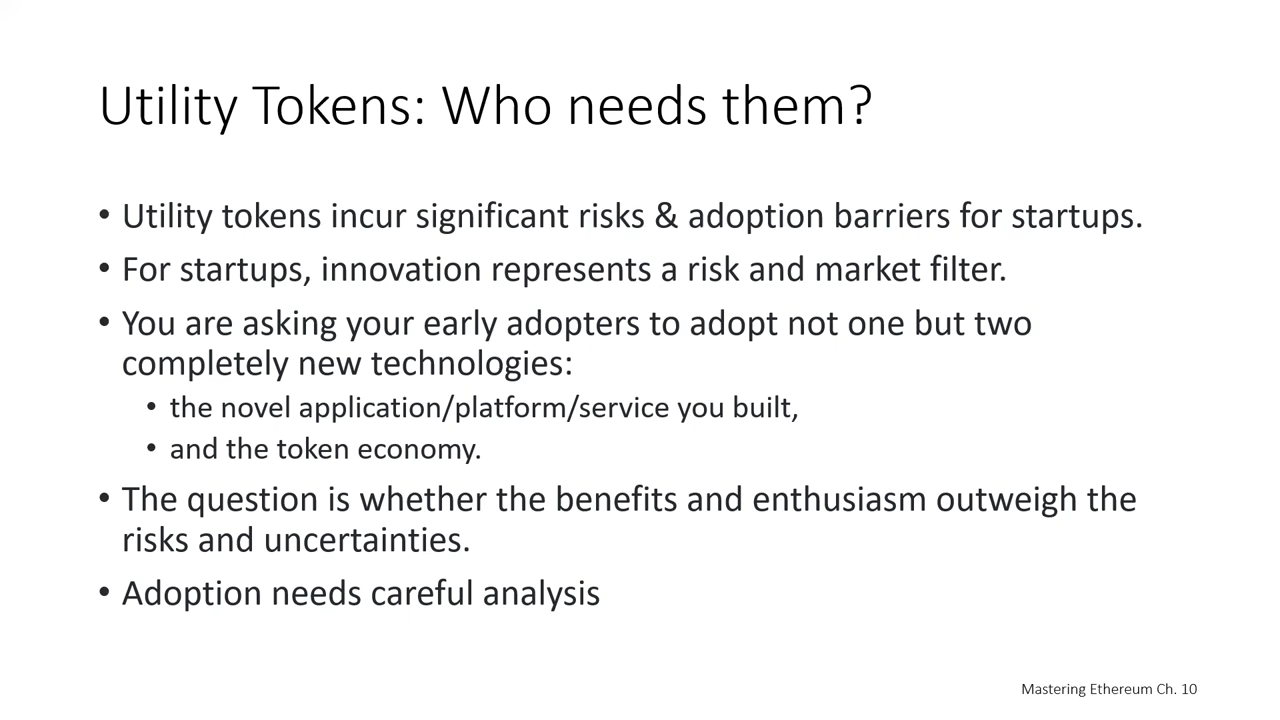 Utility Tokens: Who needs them?
• Utility tokens incur significant risks & adoption barriers for startups.
• For startups, innovation represents a risk and market filter.
• You are asking your early adopters to adopt not one but two
completely new technologies:
• the novel application/platform/service you built,
• and the token economy.
• The question is whether the benefits and enthusiasm outweigh the
risks and uncertainties.
• Adoption needs careful analysis
Mastering Ethereum Ch. 10